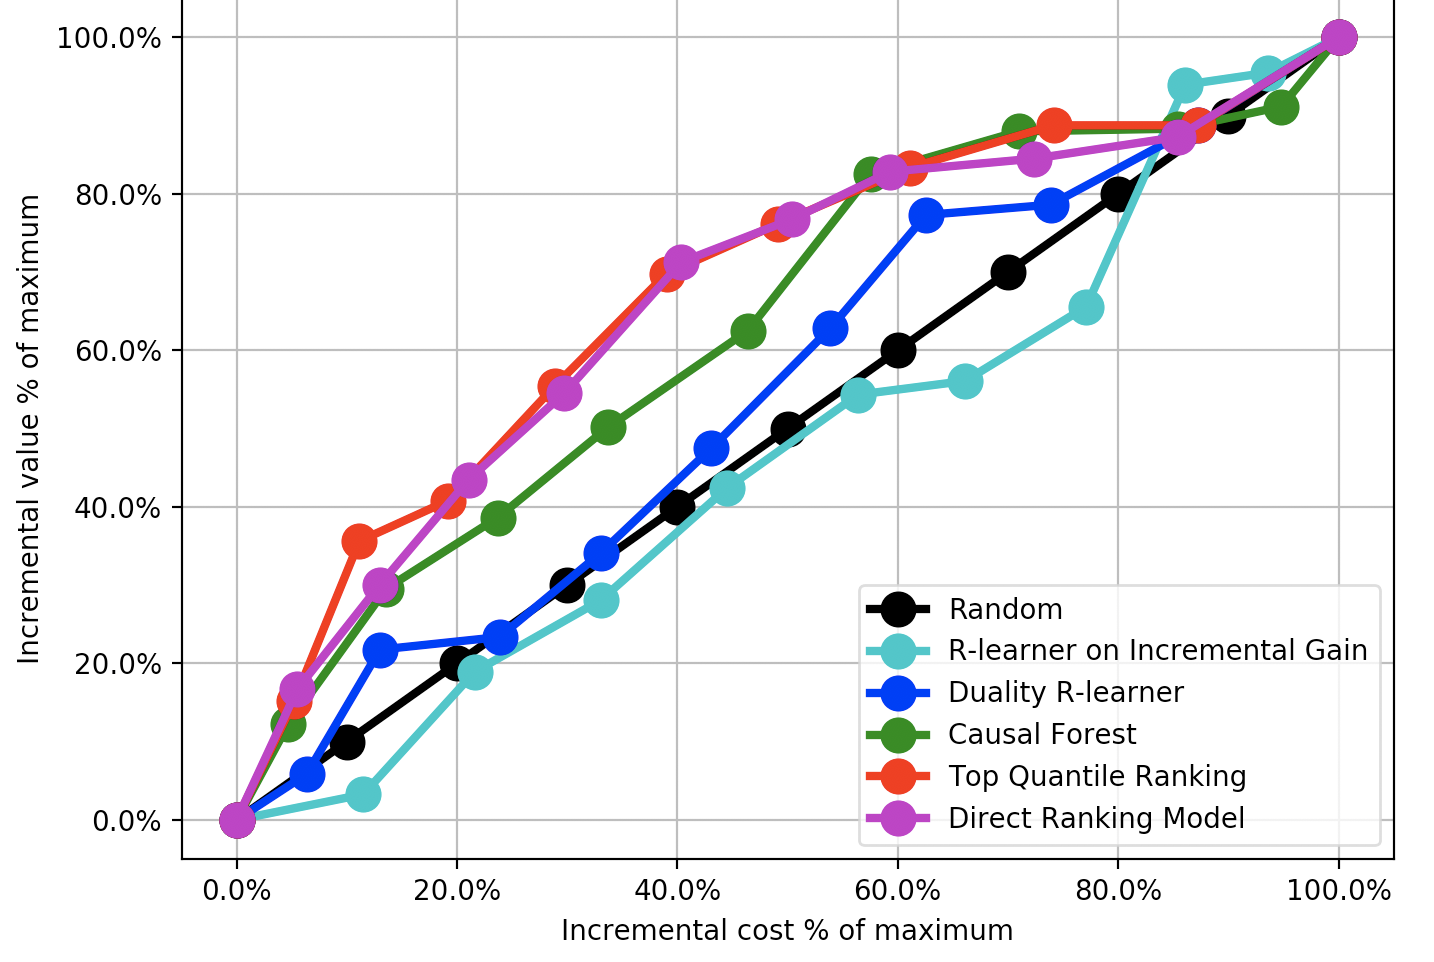 100.0%
80.0%
60.0%
40.0%
20.0%
0.0%
Incremental value % of maximum
Random
R-learner on Incremental Gain
Duality R-learner
Causal Forest
Top Quantile Ranking
Direct Ranking Model
0.0% 20.0% 40.0% 60.0% 80.0% 100.0%
Incremental cost % of maximum